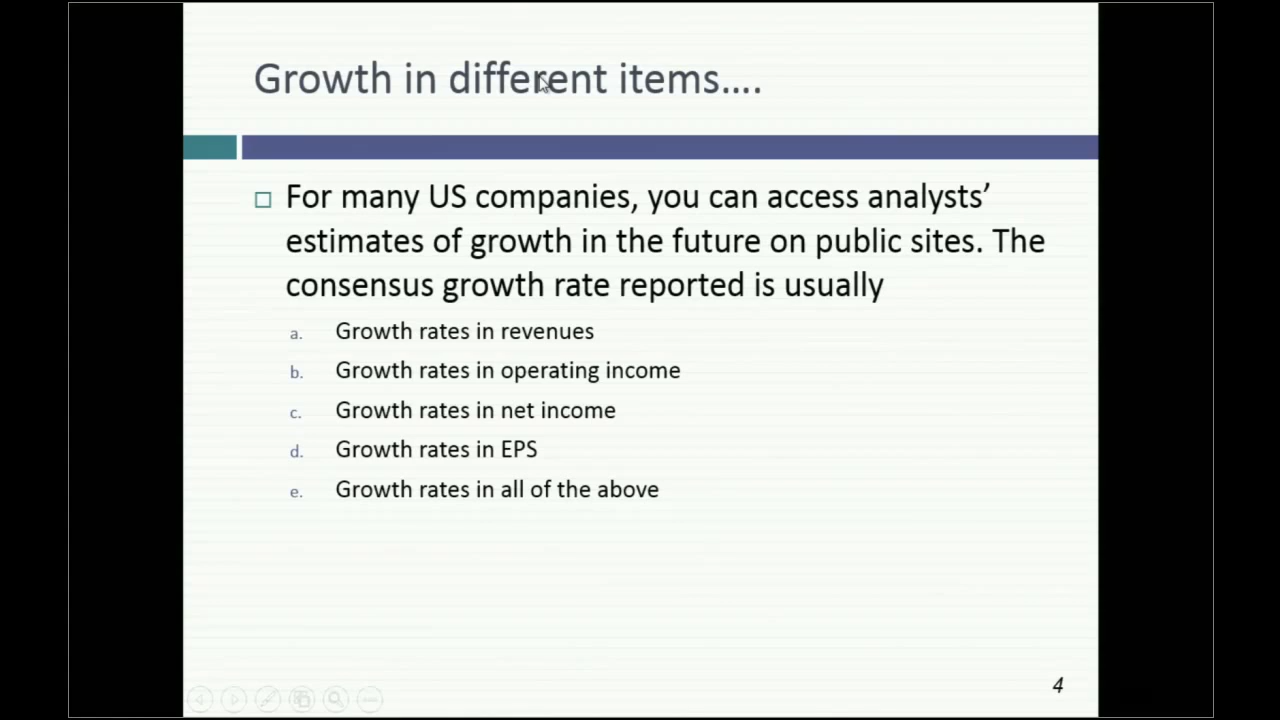 Growth in different items....
For many US companies, you can access analysts’
estimates of growth in the future on public sites. The
consensus growth rate reported is usually
a. Growth rates in revenues
b. Growth rates in operating income
c. Growth rates in net income
d. Growth rates in EPS
e. Growth rates in all of the above
4